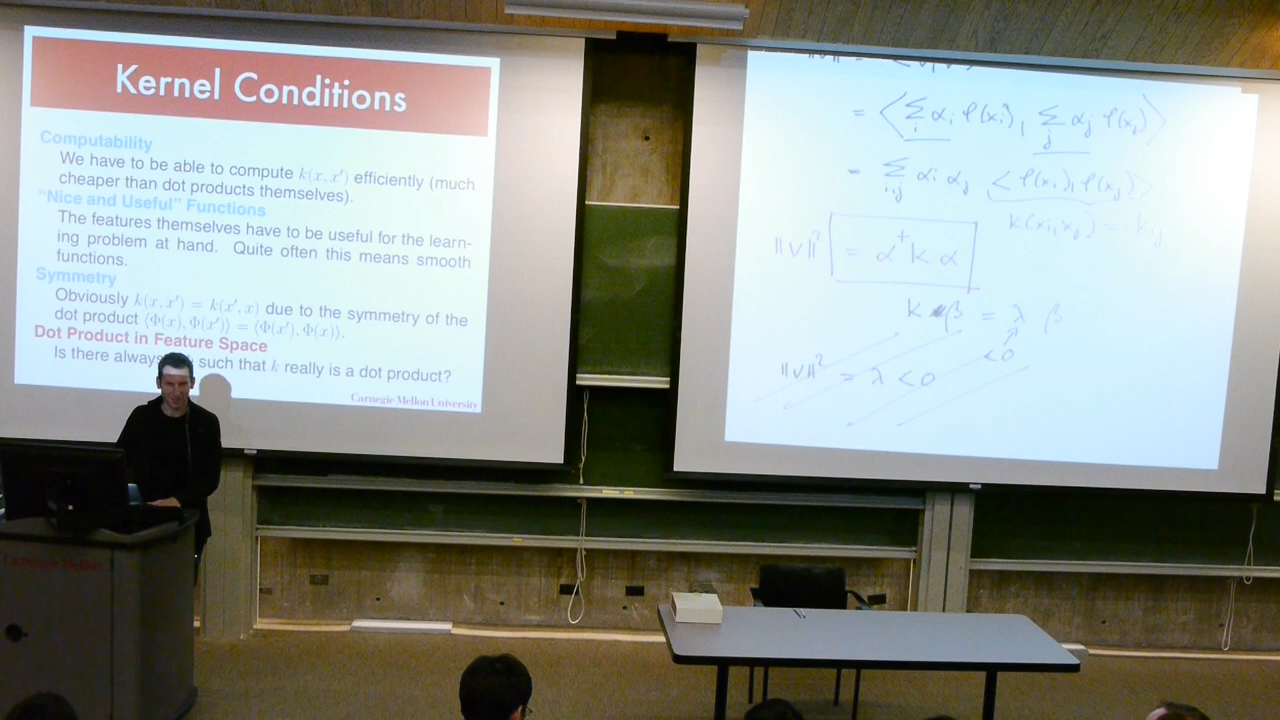 Kernel Conditions
Computability
We have to be able to compute k(x, x′) efficiently (much
cheaper than dot products themselves).
“Nice and Useful” Functions
The features themselves have to be useful for the learn-
ing problem at hand. Quite often this means smooth
functions.
Symmetry
Obviously k(x, x′) = k(x′, x) due to the symmetry of the
dot product ⟨Φ(x), Φ(x′)⟩ = ⟨Φ(x′), Φ(x)⟩.
Dot Product in Feature Space
Is there always such that k really is a dot product?
Carnegie Mellon University
= ⟨∑i αi φ(xi), ∑j αj φ(xj)⟩
= ∑i,j αi αj ⟨φ(xi), φ(xj)⟩
k(xi, xj) = kij
||v||² = α⁺ k α
k β = λ · β
< 0
||v||² = λ < 0
Carnegie Mellon